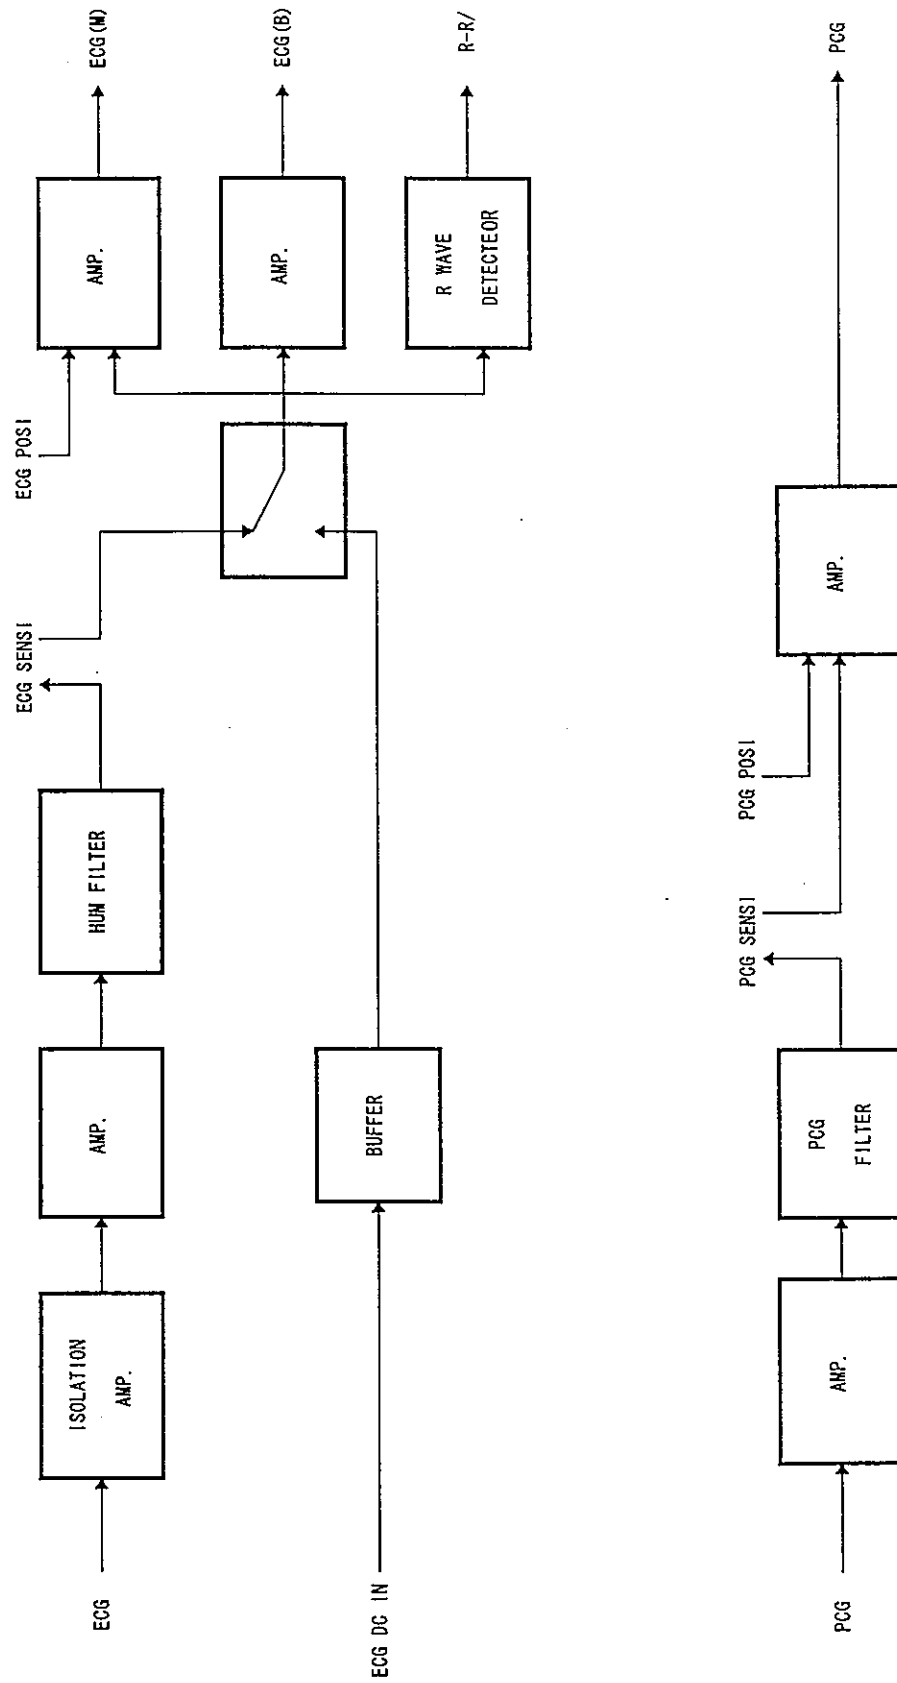 ECG
ISOLATION
AMP.
AMP.
HUM FILTER
ECG SENSI
ECG POSI
AMP.
ECG(M)
AMP.
ECG(B)
R WAVE
DETECTEOR
R-R/
ECG DC IN
BUFFER
PCG
AMP.
PCG
FILTER
PCG SENSI
PCG POSI
AMP.
PCG